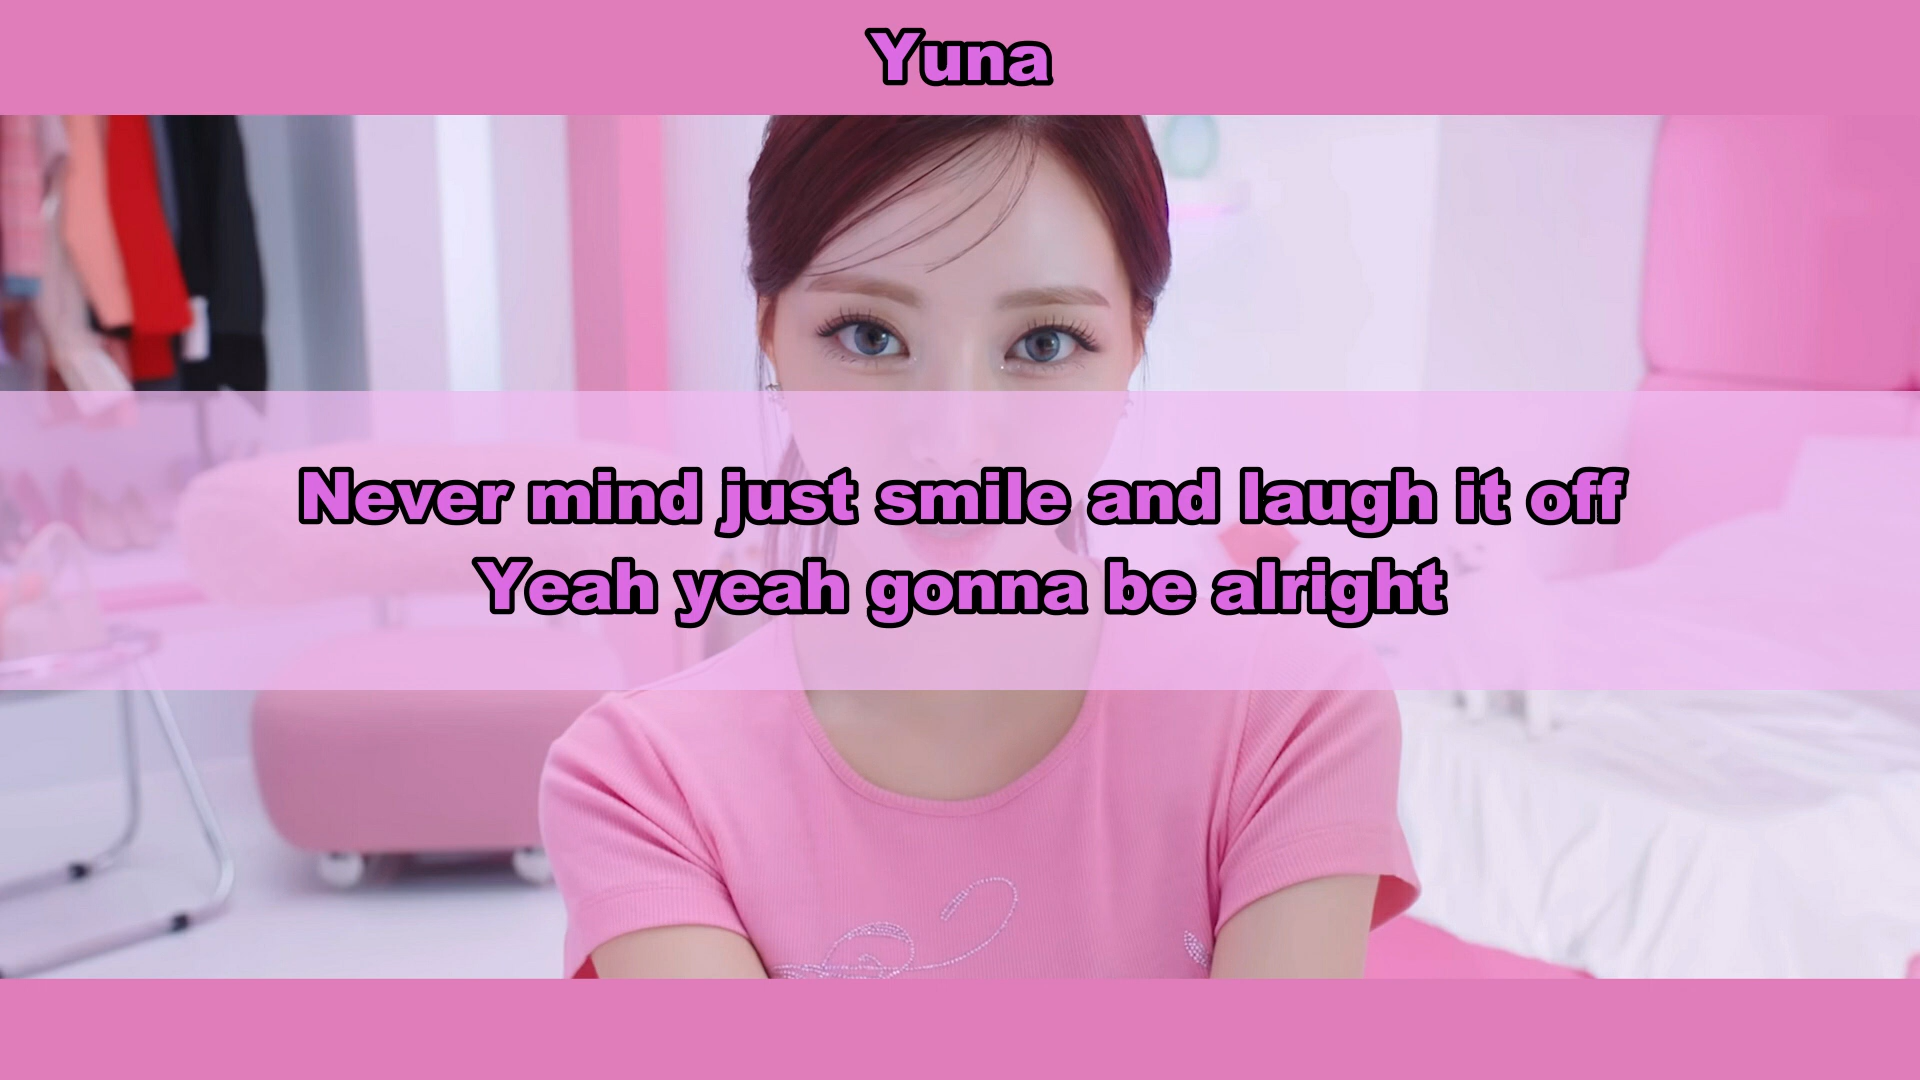 Yuna
Never mind just smile and laugh it off
Yeah yeah gonna be alright